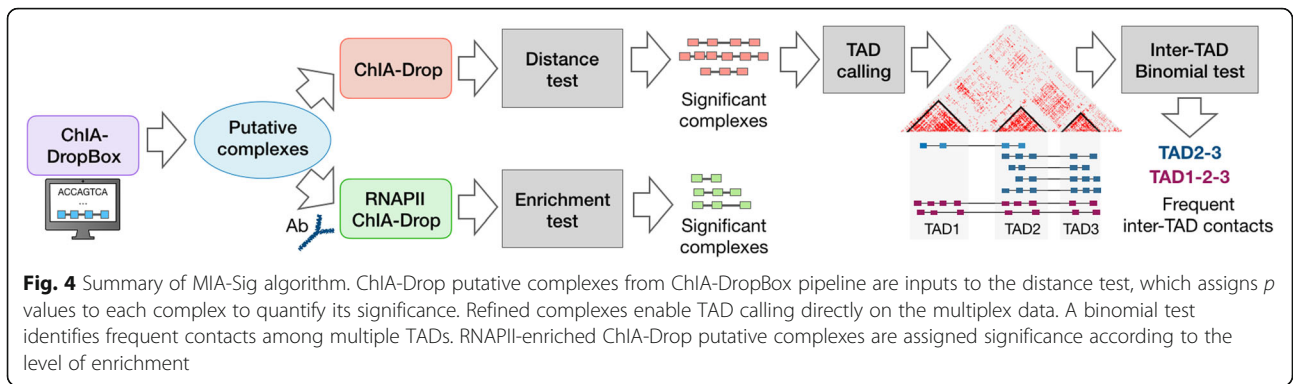 ChIA-
DropBox
ACCAGTCA
...
Putative
complexes
ChIA-Drop
Distance
test
Significant
complexes
TAD
calling
Inter-TAD
Binomial test
TAD2-3
TAD1-2-3
Frequent
inter-TAD contacts
TAD1 TAD2 TAD3
Ab
RNAPII
ChIA-Drop
Enrichment
test
Significant
complexes
Fig. 4 Summary of MIA-Sig algorithm. ChIA-Drop putative complexes from ChIA-DropBox pipeline are inputs to the distance test, which assigns p
values to each complex to quantify its significance. Refined complexes enable TAD calling directly on the multiplex data. A binomial test
identifies frequent contacts among multiple TADs. RNAPII-enriched ChIA-Drop putative complexes are assigned significance according to the
level of enrichment